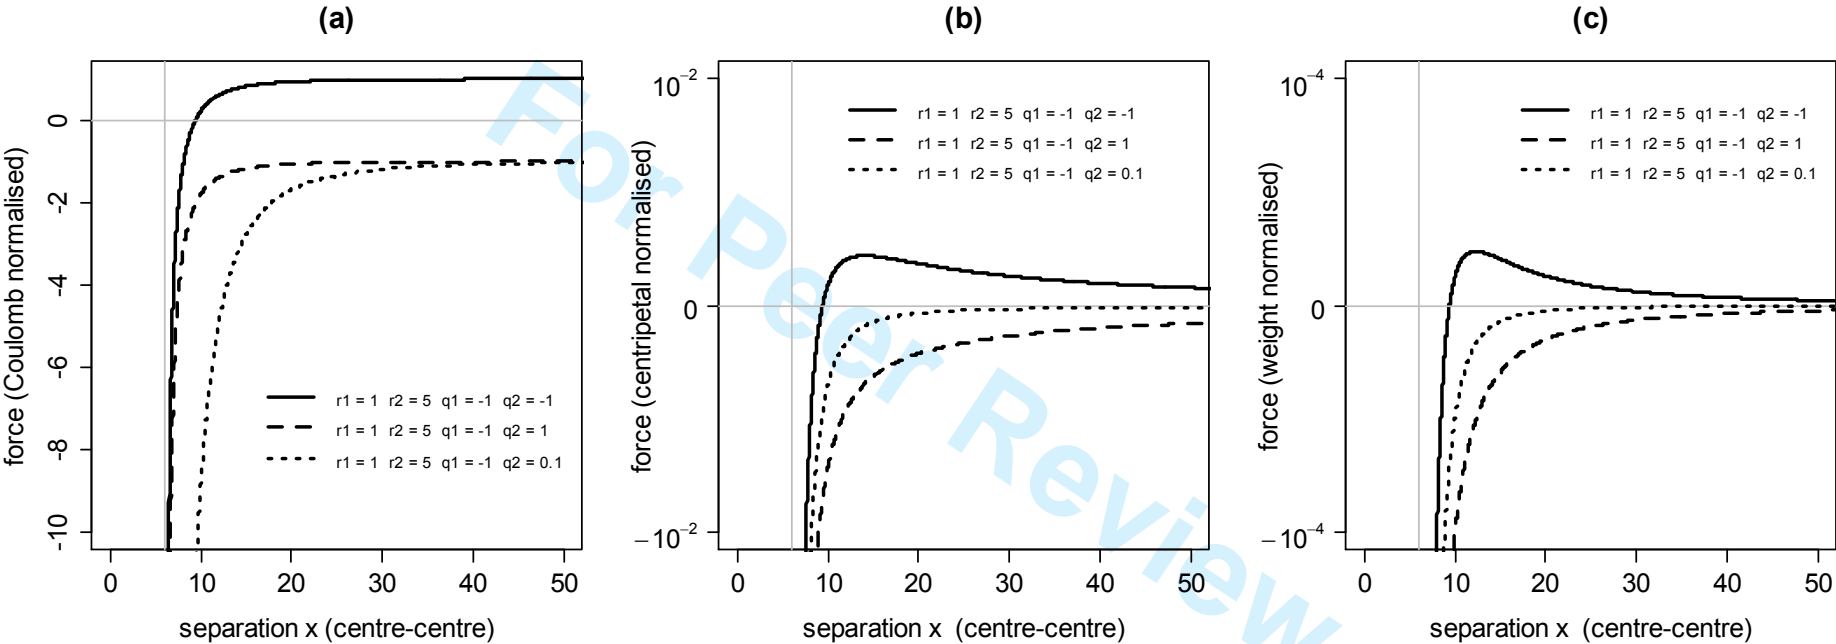 (a)
force (Coulomb normalised)
0
-2
-4
-6
-8
-10
r1 = 1 r2 = 5 q1 = -1 q2 = -1
r1 = 1 r2 = 5 q1 = -1 q2 = 1
r1 = 1 r2 = 5 q1 = -1 q2 = 0.1
0 10 20 30 40 50
separation x (centre-centre)
(b)
force (centripetal normalised)
10⁻²
0
−10⁻²
r1 = 1 r2 = 5 q1 = -1 q2 = -1
r1 = 1 r2 = 5 q1 = -1 q2 = 1
r1 = 1 r2 = 5 q1 = -1 q2 = 0.1
0 10 20 30 40 50
separation x (centre-centre)
(c)
force (weight normalised)
10⁻⁴
0
−10⁻⁴
r1 = 1 r2 = 5 q1 = -1 q2 = -1
r1 = 1 r2 = 5 q1 = -1 q2 = 1
r1 = 1 r2 = 5 q1 = -1 q2 = 0.1
0 10 20 30 40 50
separation x (centre-centre)
For Peer Review